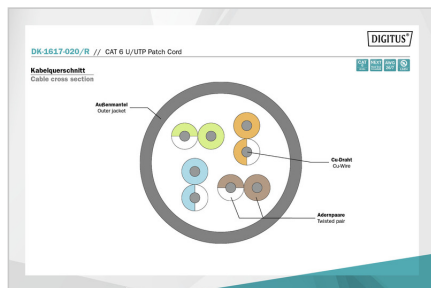 DIGITUS®
DK-1617-020/R // CAT 6 U/UTP Patch Cord
Kabelquerschnitt
Cable cross section
Außenmantel
Outer jacket
Cu-Draht
Cu-Wire
Adernpaare
Twisted pair